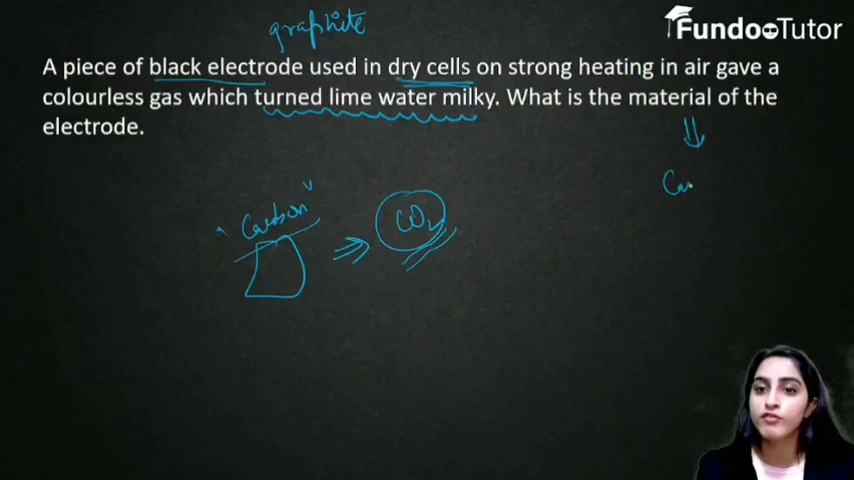 graphite
FundooTutor
A piece of black electrode used in dry cells on strong heating in air gave a
colourless gas which turned lime water milky. What is the material of the
electrode.
Ca
"Carbon"
CO₂